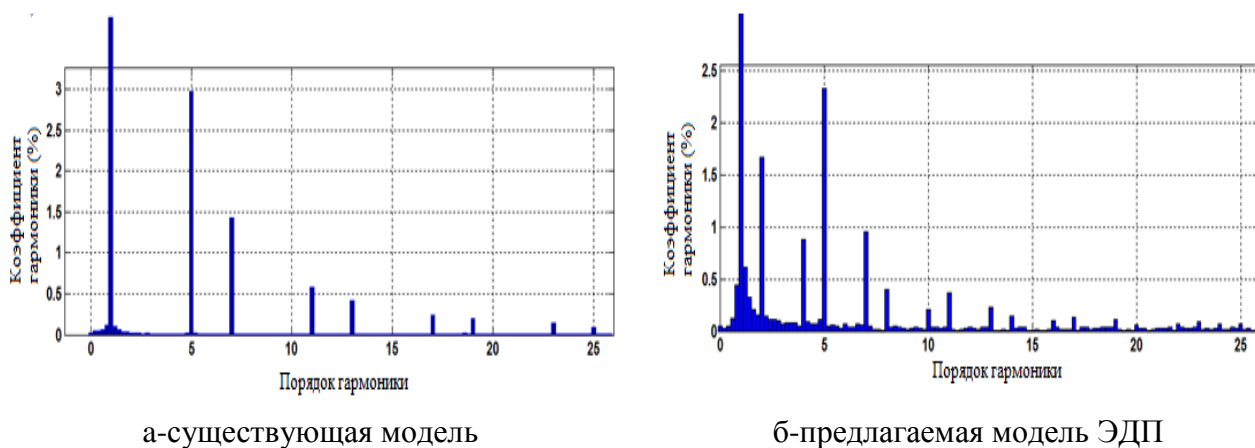 3
2.5
2
1.5
1
0.5
0
Коэффициент
гармоники (%)
0 5 10 15 20 25
Порядок гармоники
а-существующая модель
2.5
2
1.5
1
0.5
0
Коэффициент
гармоники (%)
0 5 10 15 20 25
Порядок гармоники
б-предлагаемая модель ЭДП